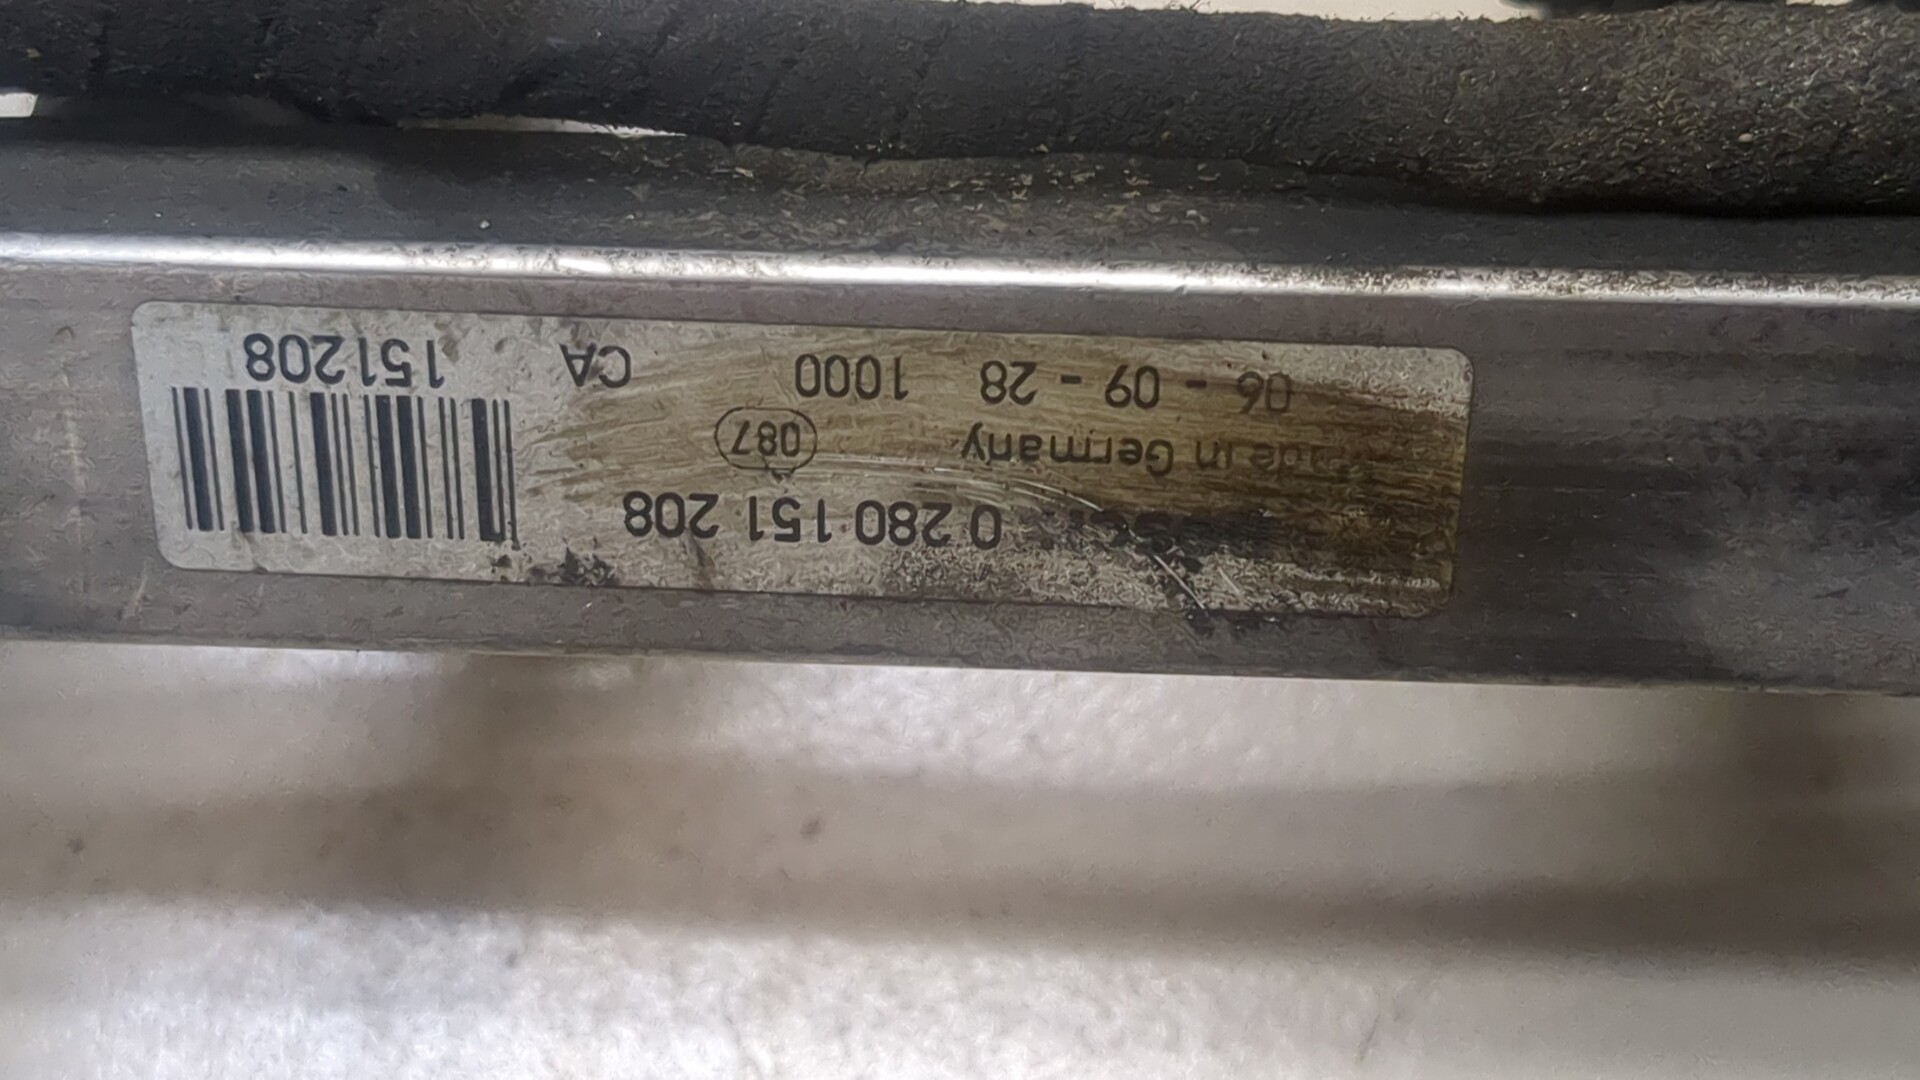 0 280 151 208
in Germany 087
06 - 09 - 28 1000 CA 151208